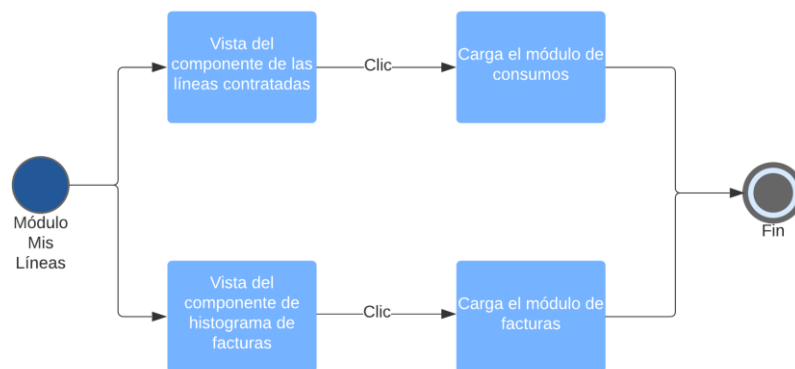 Vista del
componente de las
líneas contratadas
Clic
Carga el módulo de
consumos
Módulo
Mis
Líneas
Fin
Vista del
componente de
histograma de
facturas
Clic
Carga el módulo de
facturas